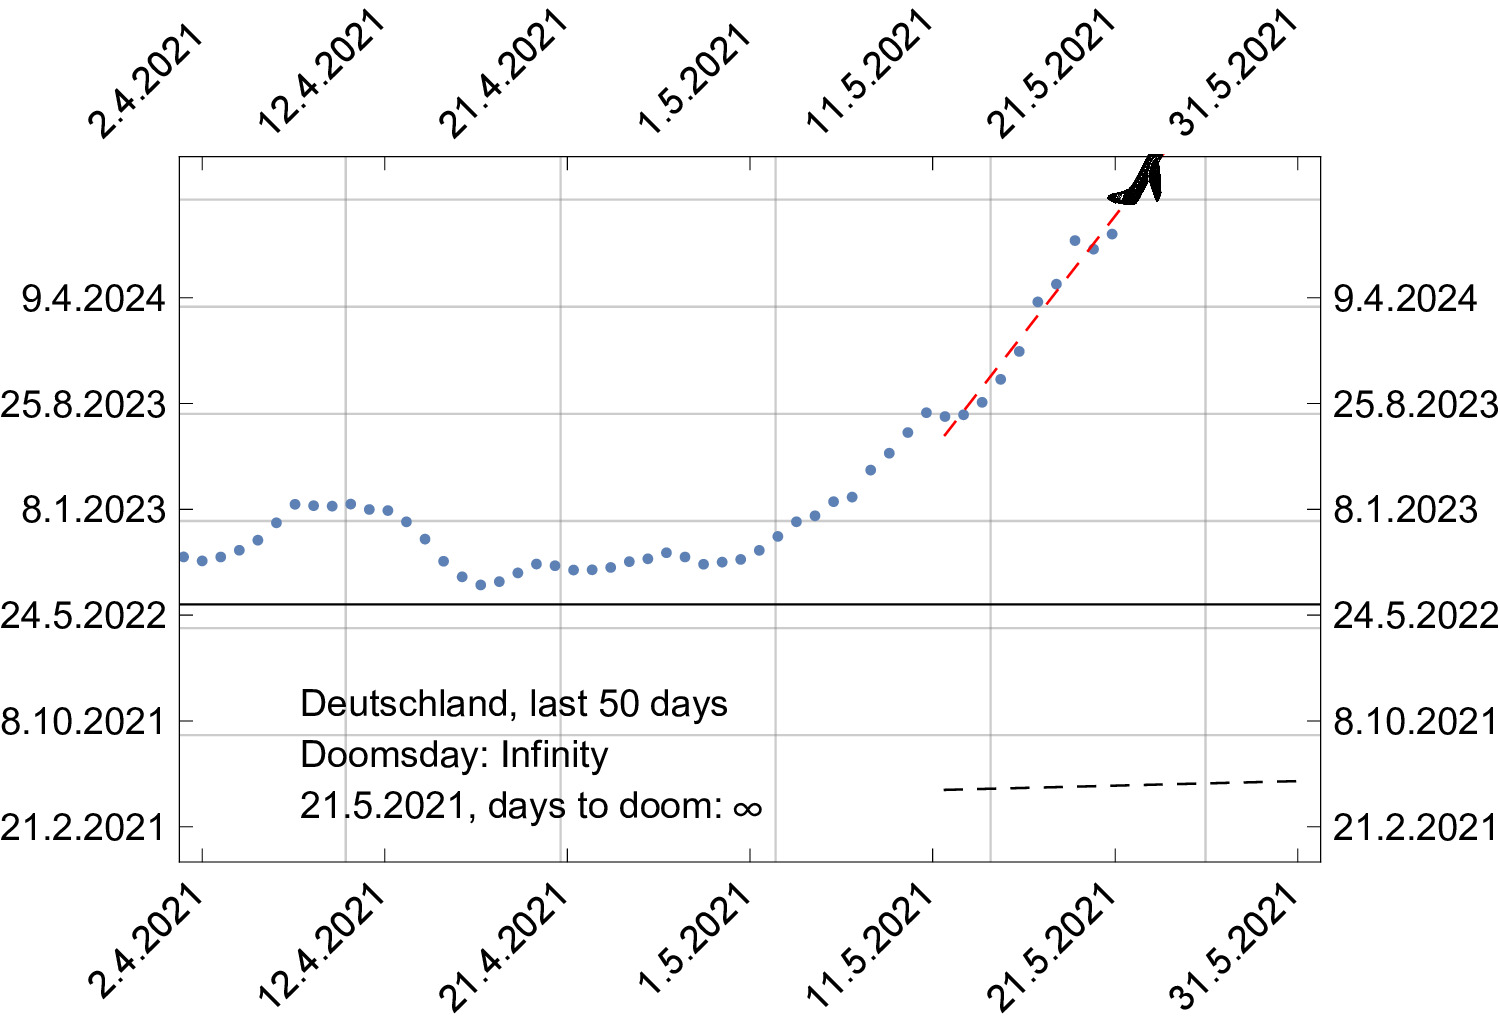 2.4.2021 12.4.2021 21.4.2021 1.5.2021 11.5.2021 21.5.2021 31.5.2021
9.4.2024 9.4.2024
25.8.2023 25.8.2023
8.1.2023 8.1.2023
24.5.2022 24.5.2022
Deutschland, last 50 days
8.10.2021 8.10.2021
Doomsday: Infinity
21.5.2021, days to doom: ∞
21.2.2021 21.2.2021
2.4.2021 12.4.2021 21.4.2021 1.5.2021 11.5.2021 21.5.2021 31.5.2021